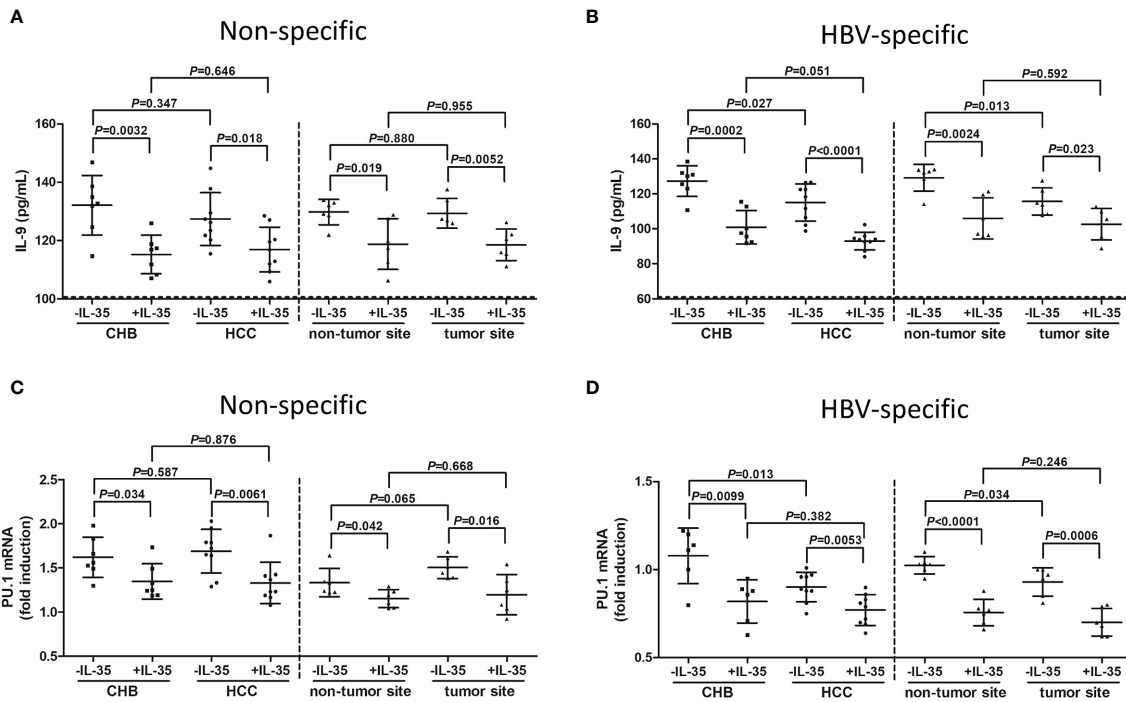 A
Non-specific
P=0.646
P=0.955
P=0.347
P=0.880
P=0.0032
P=0.018
P=0.019
P=0.0052
IL-9 (pg/mL)
160
140
120
100
-IL-35 +IL-35 -IL-35 +IL-35 -IL-35 +IL-35 -IL-35 +IL-35
CHB HCC non-tumor site tumor site
B
HBV-specific
P=0.051
P=0.592
P=0.027
P=0.013
P=0.0002
P<0.0001
P=0.0024
P=0.023
IL-9 (pg/mL)
160
140
120
100
80
60
-IL-35 +IL-35 -IL-35 +IL-35 -IL-35 +IL-35 -IL-35 +IL-35
CHB HCC non-tumor site tumor site
C
Non-specific
P=0.876
P=0.668
P=0.587
P=0.065
P=0.034
P=0.0061
P=0.042
P=0.016
PU.1 mRNA
(fold induction)
2.5
2.0
1.5
1.0
0.5
-IL-35 +IL-35 -IL-35 +IL-35 -IL-35 +IL-35 -IL-35 +IL-35
CHB HCC non-tumor site tumor site
D
HBV-specific
P=0.246
P=0.013
P=0.034
P=0.0099
P=0.382
P<0.0001
P=0.0053
P=0.0006
PU.1 mRNA
(fold induction)
1.5
1.0
0.5
-IL-35 +IL-35 -IL-35 +IL-35 -IL-35 +IL-35 -IL-35 +IL-35
CHB HCC non-tumor site tumor site